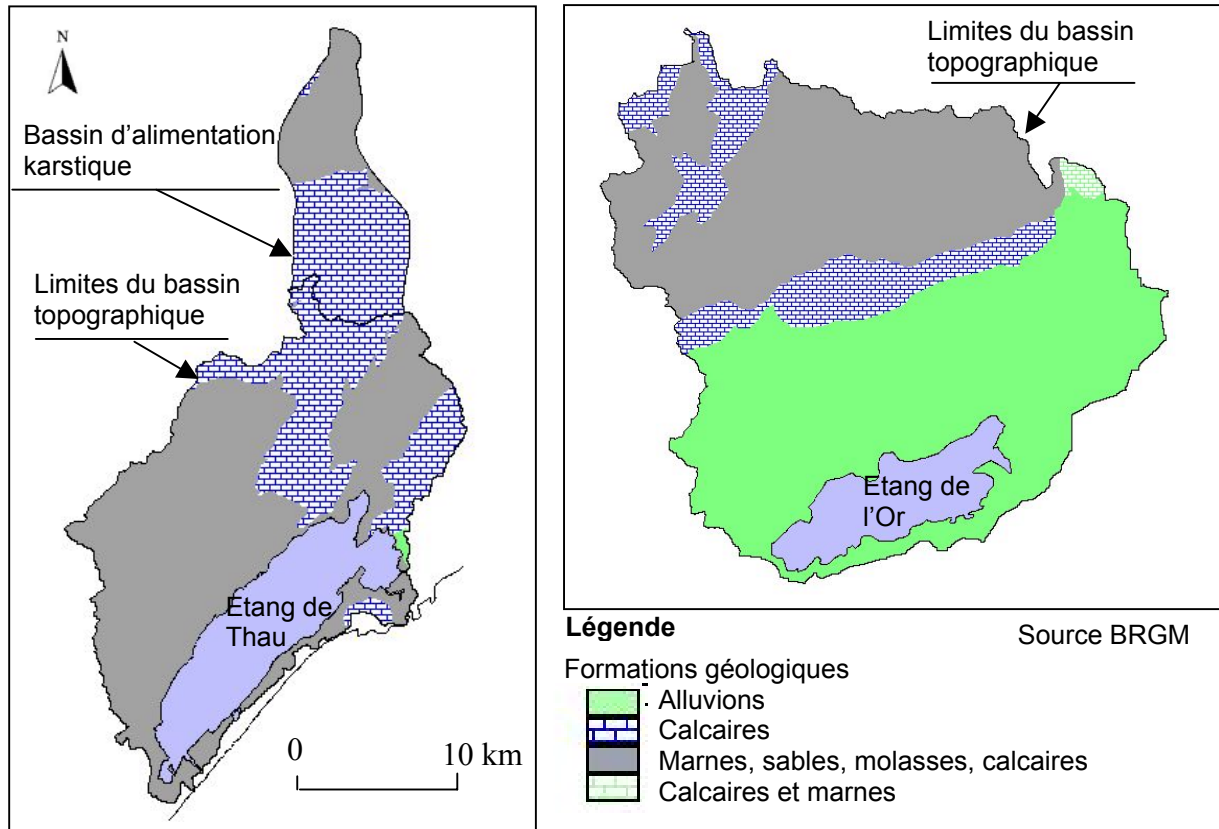 N
Bassin d'alimentation
karstique
Limites du bassin
topographique
Etang de
Thau
0 10 km
Limites du bassin
topographique
Etang de
l'Or
Légende
Source BRGM
Formations géologiques
Alluvions
Calcaires
Marnes, sables, molasses, calcaires
Calcaires et marnes